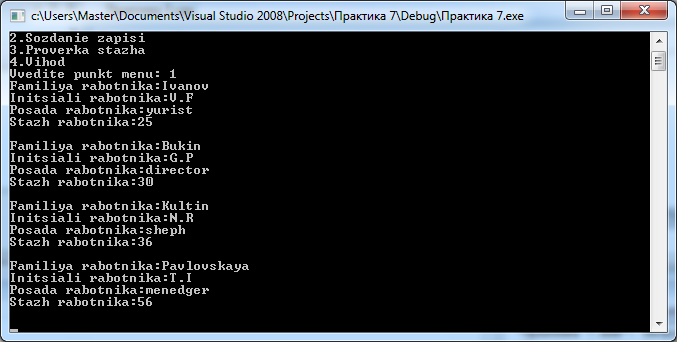 c:\Users\Master\Documents\Visual Studio 2008\Projects\Практика 7\Debug\Практика 7.exe
2.Sozdanie zapisi
3.Proverka stazha
4.Vihod
Vvedite punkt menu: 1
Familiya rabotnika:Ivanov
Initsiali rabotnika:V.F
Posada rabotnika:yurist
Stazh rabotnika:25
Familiya rabotnika:Bukin
Initsiali rabotnika:G.P
Posada rabotnika:director
Stazh rabotnika:30
Familiya rabotnika:Kultin
Initsiali rabotnika:N.R
Posada rabotnika:sheph
Stazh rabotnika:36
Familiya rabotnika:Pavlovskaya
Initsiali rabotnika:T.I
Posada rabotnika:menedger
Stazh rabotnika:56